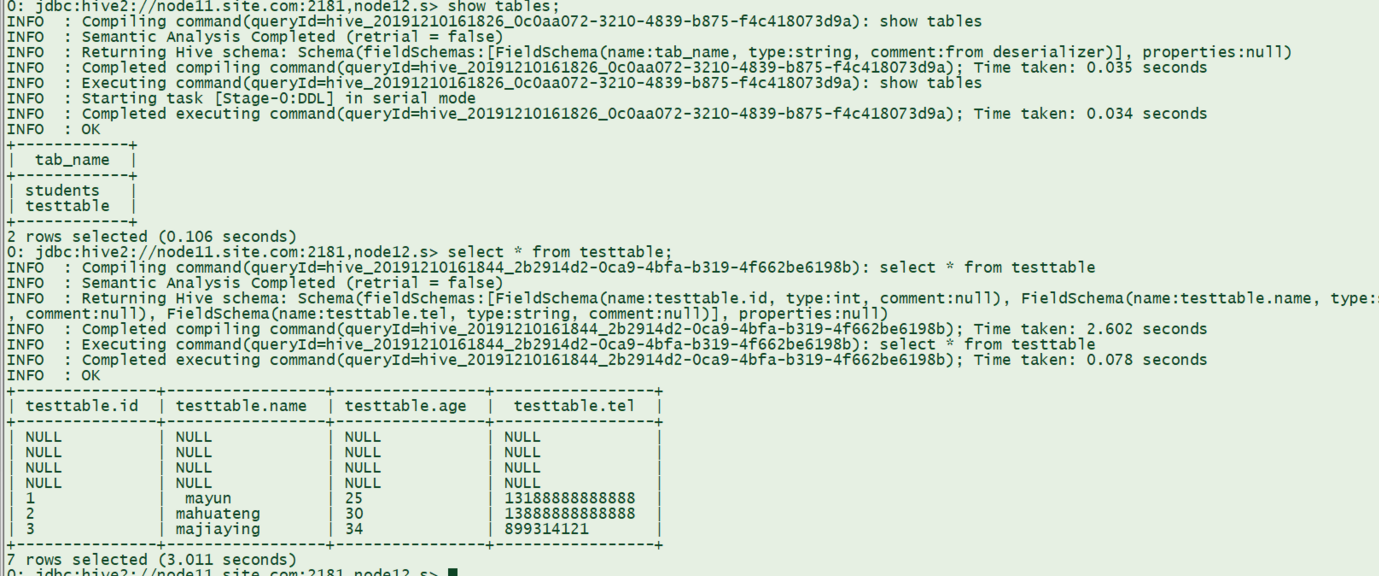 0: jdbc:hive2://node11.site.com:2181,node12.s> show tables;
INFO  : Compiling command(queryId=hive_20191210161826_0c0aa072-3210-4839-b875-f4c418073d9a): show tables
INFO  : Semantic Analysis Completed (retrial = false)
INFO  : Returning Hive schema: Schema(fieldSchemas:[FieldSchema(name:tab_name, type:string, comment:from deserializer)], properties:null)
INFO  : Completed compiling command(queryId=hive_20191210161826_0c0aa072-3210-4839-b875-f4c418073d9a); Time taken: 0.035 seconds
INFO  : Executing command(queryId=hive_20191210161826_0c0aa072-3210-4839-b875-f4c418073d9a): show tables
INFO  : Starting task [Stage-0:DDL] in serial mode
INFO  : Completed executing command(queryId=hive_20191210161826_0c0aa072-3210-4839-b875-f4c418073d9a); Time taken: 0.034 seconds
INFO  : OK
+------------+
|  tab_name  |
+------------+
| students   |
| testtable  |
+------------+
2 rows selected (0.106 seconds)
0: jdbc:hive2://node11.site.com:2181,node12.s> select * from testtable;
INFO  : Compiling command(queryId=hive_20191210161844_2b2914d2-0ca9-4bfa-b319-4f662be6198b): select * from testtable
INFO  : Semantic Analysis Completed (retrial = false)
INFO  : Returning Hive schema: Schema(fieldSchemas:[FieldSchema(name:testtable.id, type:int, comment:null), FieldSchema(name:testtable.name, type:s
, comment:null), FieldSchema(name:testtable.tel, type:string, comment:null)], properties:null)
INFO  : Completed compiling command(queryId=hive_20191210161844_2b2914d2-0ca9-4bfa-b319-4f662be6198b); Time taken: 2.602 seconds
INFO  : Executing command(queryId=hive_20191210161844_2b2914d2-0ca9-4bfa-b319-4f662be6198b): select * from testtable
INFO  : Completed executing command(queryId=hive_20191210161844_2b2914d2-0ca9-4bfa-b319-4f662be6198b); Time taken: 0.078 seconds
INFO  : OK
+---------------+-----------------+----------------+-----------------+
| testtable.id  | testtable.name  | testtable.age  |  testtable.tel  |
+---------------+-----------------+----------------+-----------------+
| NULL          | NULL            | NULL           | NULL            |
| NULL          | NULL            | NULL           | NULL            |
| NULL          | NULL            | NULL           | NULL            |
| NULL          | NULL            | NULL           | NULL            |
| 1             |  mayun          | 25             | 13188888888888  |
| 2             | mahuateng       | 30             | 13888888888888  |
| 3             | majiaying       | 34             | 899314121       |
+---------------+-----------------+----------------+-----------------+
7 rows selected (3.011 seconds)
0: jdbc:hive2://node11.site.com:2181,node12.s>